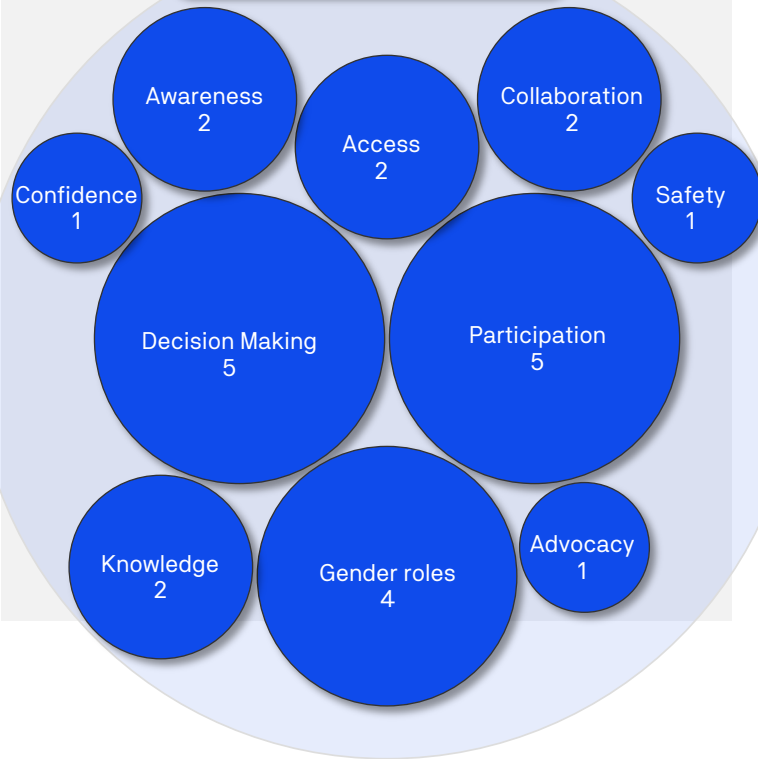 Awareness
2
Collaboration
2
Access
2
Confidence
1
Safety
1
Decision Making
5
Participation
5
Knowledge
2
Gender roles
4
Advocacy
1